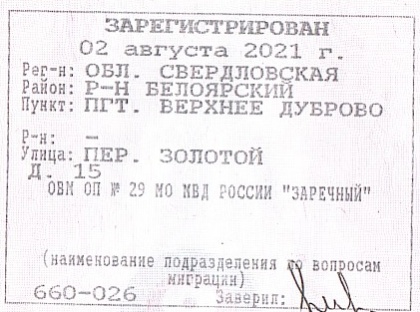 ЗАРЕГИСТРИРОВАН
02 августа 2021 г.
Рег-н: ОБЛ. СВЕРДЛОВСКАЯ
Район: Р-Н БЕЛОЯРСКИЙ
Пункт: ПГТ. ВЕРХНЕЕ ДУБРОВО
Р-н: –
Улица: ПЕР. ЗОЛОТОЙ
Д. 15
ОВМ ОП № 29 МО МВД РОССИИ "ЗАРЕЧНЫЙ"
(наименование подразделения по вопросам
миграции)
660-026 Заверил: